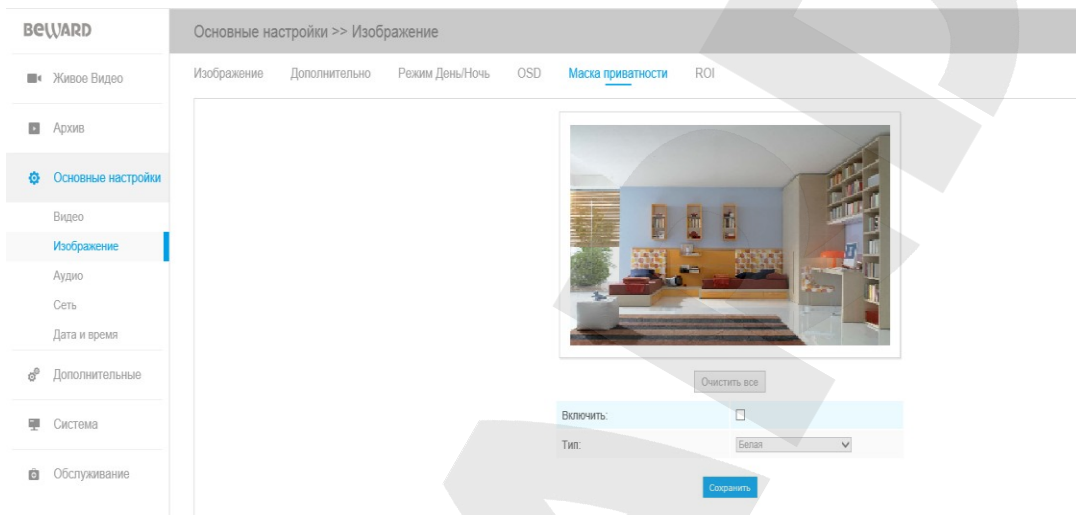 BEWARD
Основные настройки >> Изображение
Живое Видео
Архив
Основные настройки
Видео
Изображение
Аудио
Сеть
Дата и время
Дополнительные
Система
Обслуживание
Изображение Дополнительно Режим День/Ночь OSD Маска приватности ROI
Очистить все
Включить:
Тип: Белая
Сохранить